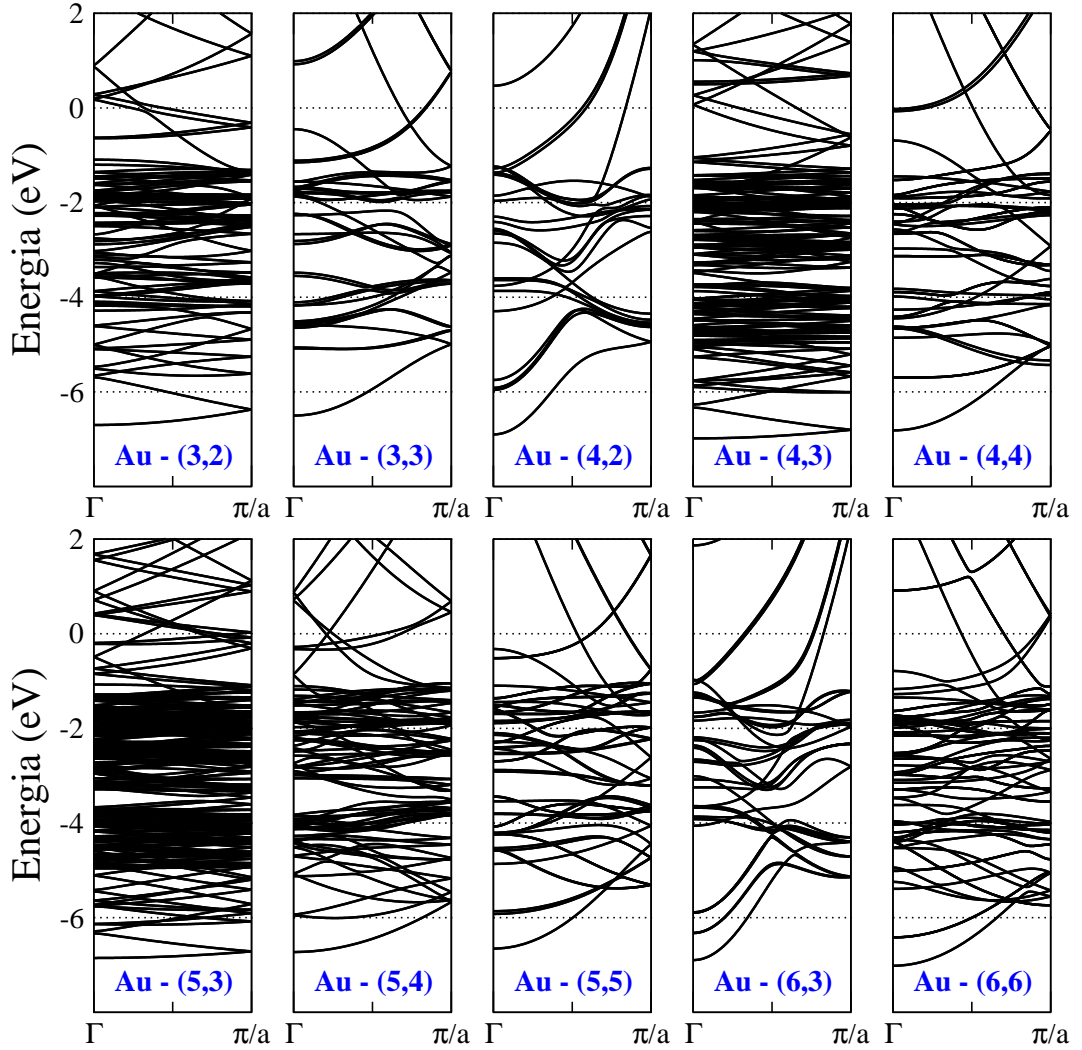 2
0
-2
-4
-6
Energia (eV)
Au - (3,2)
Au - (3,3)
Au - (4,2)
Au - (4,3)
Au - (4,4)
Γ π/a Γ π/a Γ π/a Γ π/a Γ π/a
2
0
-2
-4
-6
Energia (eV)
Au - (5,3)
Au - (5,4)
Au - (5,5)
Au - (6,3)
Au - (6,6)
Γ π/a Γ π/a Γ π/a Γ π/a Γ π/a